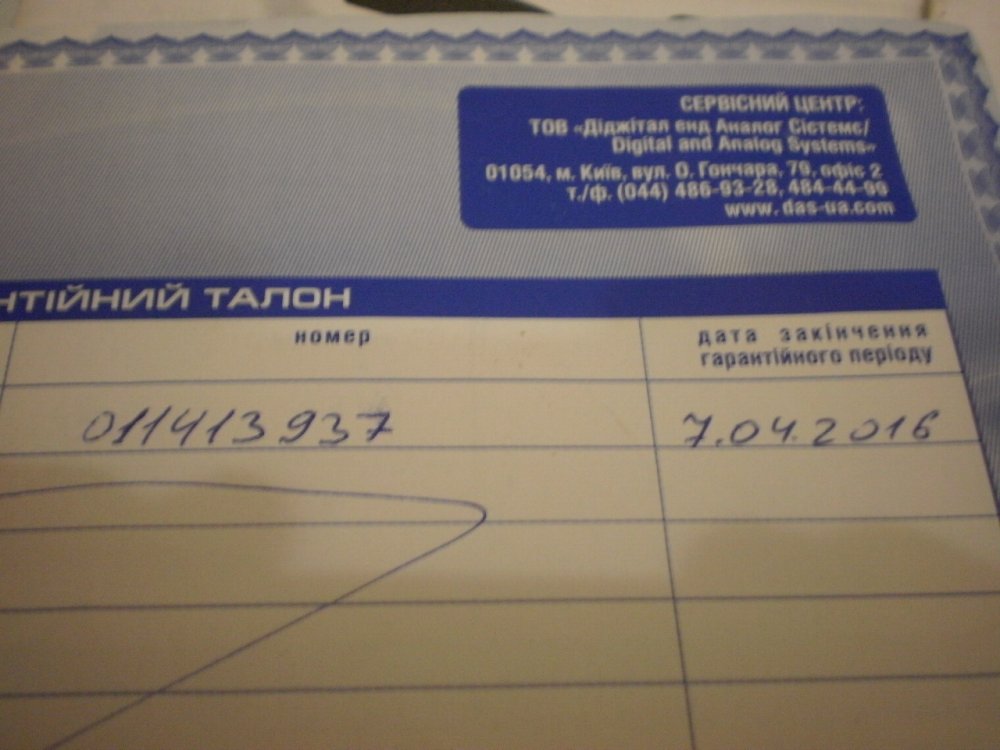 СЕРВІСНИЙ ЦЕНТР:
ТОВ «Діджітал енд Аналог Сістемс/
Digital and Analog Systems»
01054, м. Київ, вул. О. Гончара, 79, офіс 2
т./ф. (044) 486-93-28, 484-44-99
www.das-ua.com
НТІЙНИЙ ТАЛОН
номер
дата закінчення
гарантійного періоду
011413937
7.04.2016